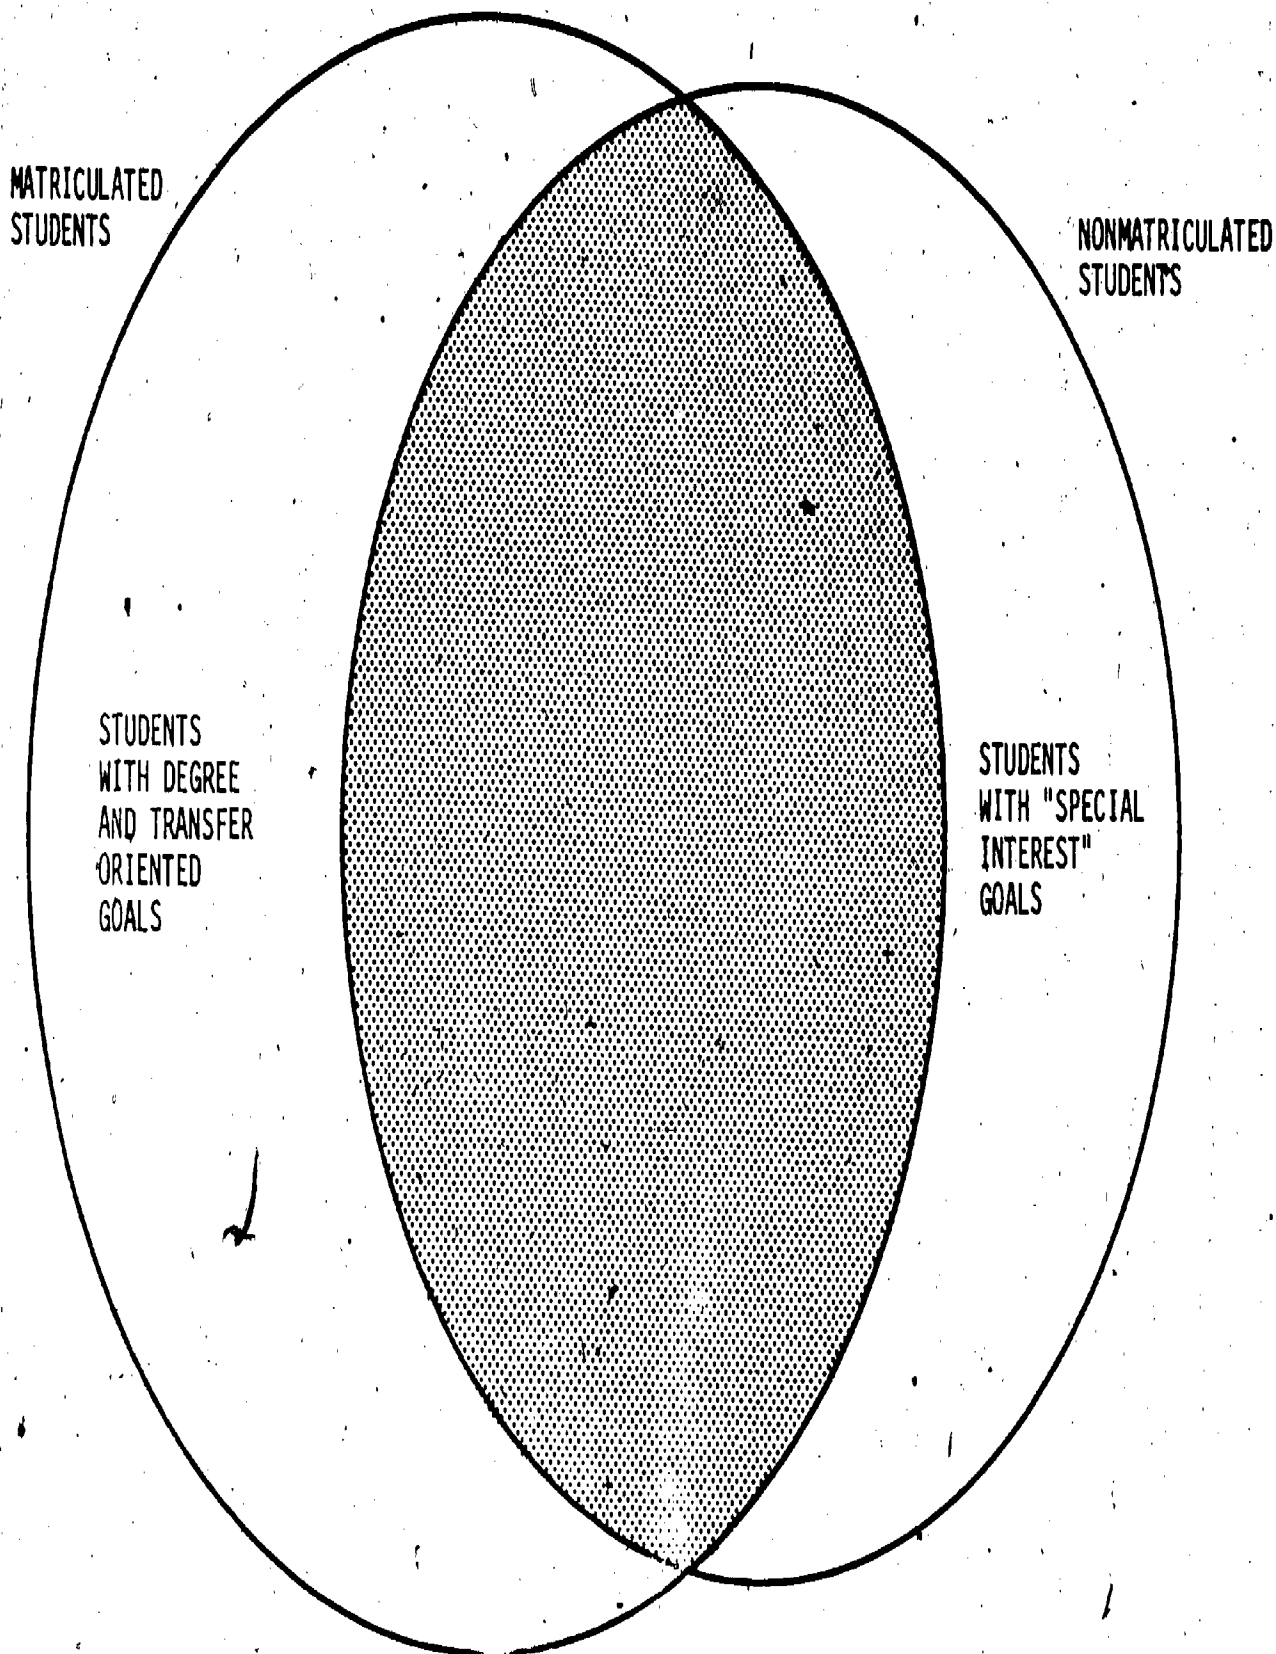 MATRICULATED
STUDENTS
NONMATRICULATED
STUDENTS
STUDENTS
WITH DEGREE
AND TRANSFER
ORIENTED
GOALS
STUDENTS
WITH "SPECIAL
INTEREST"
GOALS